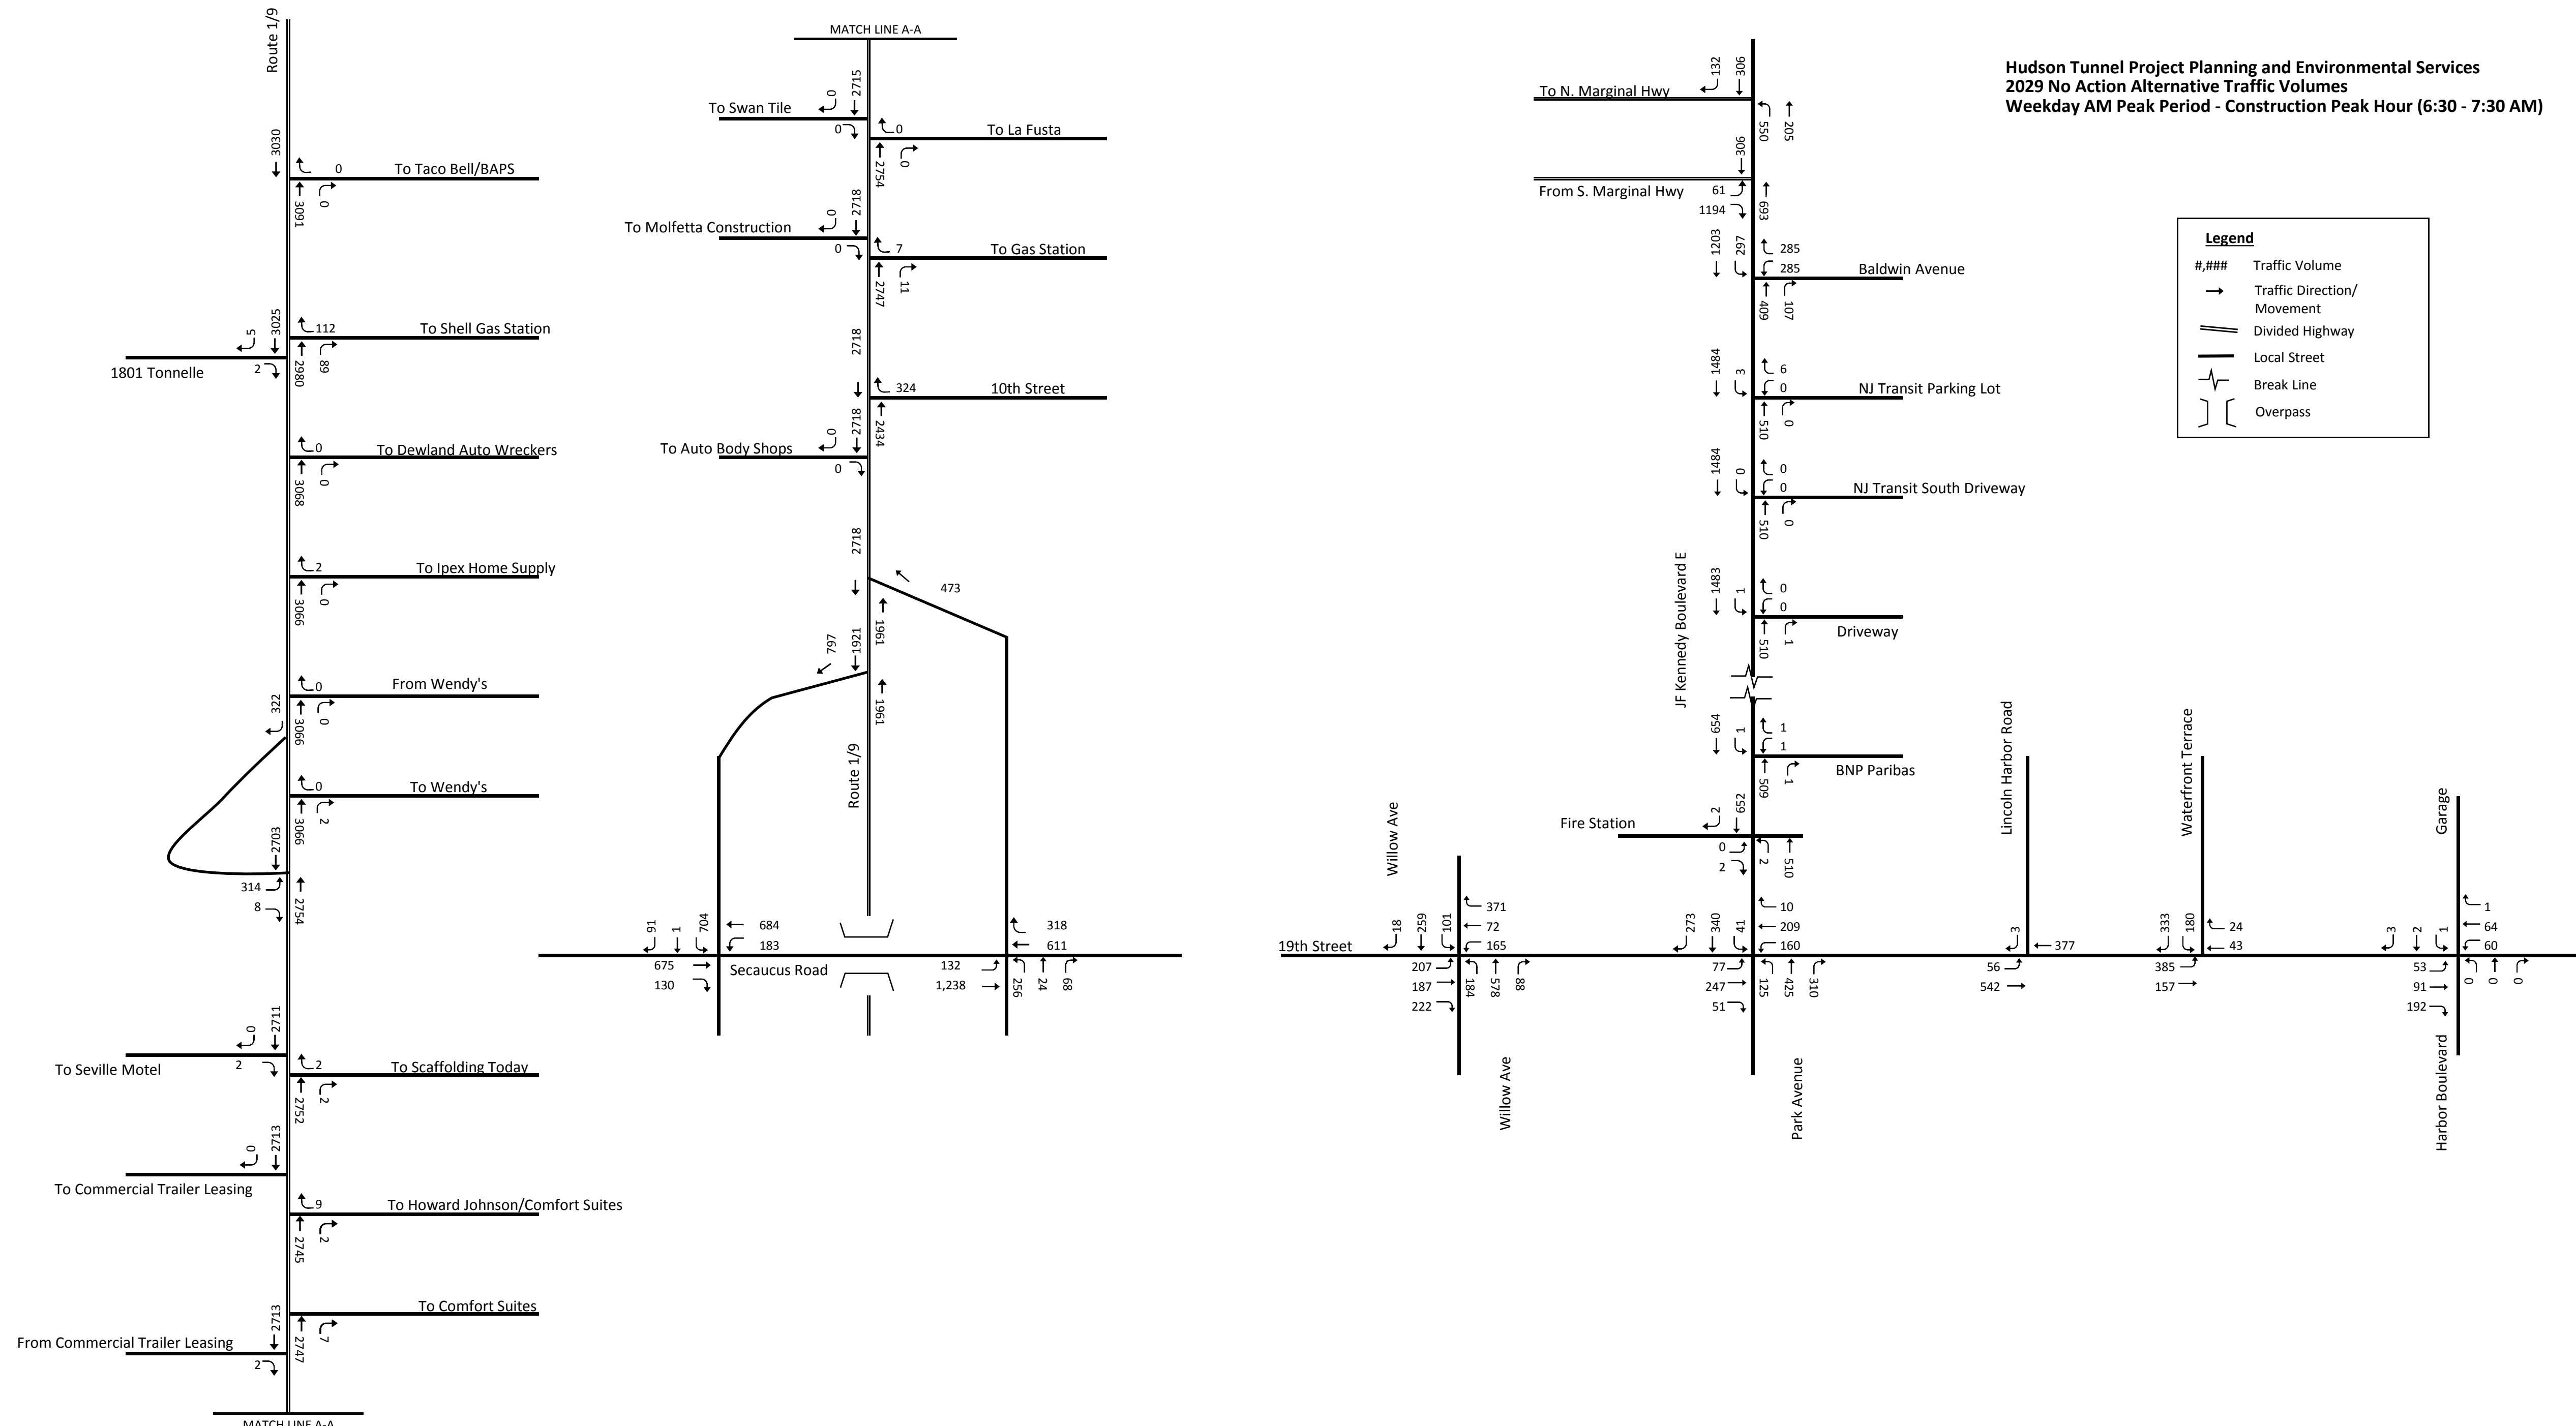 Hudson Tunnel Project Planning and Environmental Services
2029 No Action Alternative Traffic Volumes
Weekday AM Peak Period - Construction Peak Hour (6:30 - 7:30 AM)
Legend
#,### Traffic Volume
Traffic Direction/
Movement
Divided Highway
Local Street
Break Line
Overpass
Route 1/9
3030
0 To Taco Bell/BAPS
3091 0
5 3025
112 To Shell Gas Station
1801 Tonnelle 2
2980 89
0 To Dewland Auto Wreckers
3068 0
2 To Ipex Home Supply
3066 0
0 From Wendy's
322
3066 0
0 To Wendy's
3066 2
2703
314
8
2754
0 2711
To Seville Motel 2
2 To Scaffolding Today
2752 2
0 2713
To Commercial Trailer Leasing
9 To Howard Johnson/Comfort Suites
2745 2
To Comfort Suites
2713
From Commercial Trailer Leasing
2
2747 7
MATCH LINE A-A
MATCH LINE A-A
0 2715
To Swan Tile
0
0 To La Fusta
2754 0
0 2718
To Molfetta Construction
0
7 To Gas Station
2747 11
2718
324 10th Street
0 2718
2434
To Auto Body Shops
0
2718
473
1961
797 1921
1961
Route 1/9
91 1 704
684
183
675
130
Secaucus Road
318
611
132
1,238
256 24 68
132 306
To N. Marginal Hwy
550 205
306
From S. Marginal Hwy 61
1194
693
1203 297
285
285 Baldwin Avenue
409 107
1484 3
6
0 NJ Transit Parking Lot
510 0
1484 0
0
0 NJ Transit South Driveway
510 0
JF Kennedy Boulevard E
1483 1
0
0
Driveway
510 1
654 1
1
1
BNP Paribas
509 1
2 652
Fire Station
0
2
2 510
Willow Ave
19th Street
18 259 101
371
72
165
207
187
222
184 578 88
Willow Ave
273 340 41
10
209
160
77
247
51
125 425 310
Park Avenue
Lincoln Harbor Road
3
377
56
542
Waterfront Terrace
333 180
24
43
385
157
Garage
3 2 1
1
64
60
53
91
192
0 0 0
Harbor Boulevard